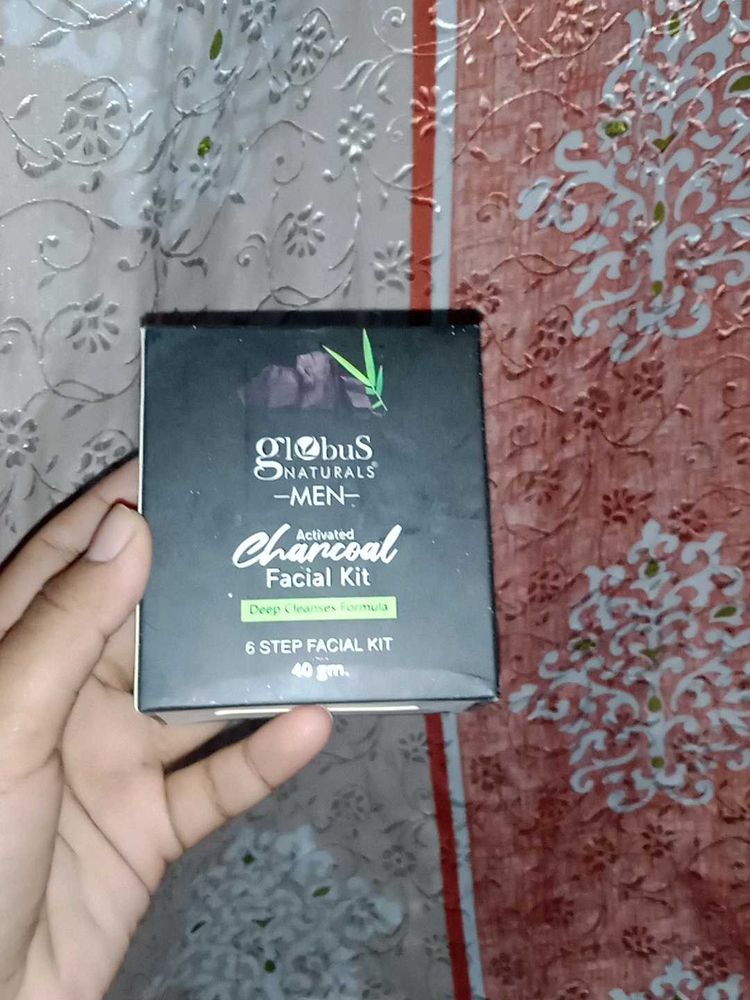 globus
NATURALS®
MEN
Activated
Charcoal
Facial Kit
Deep Cleanses Formula
6 STEP FACIAL KIT
40 gm.